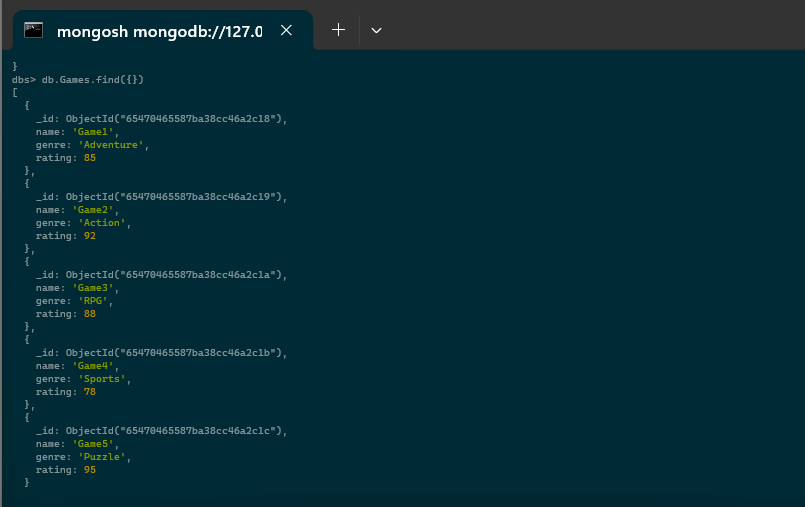 mongosh mongodb://127.0
}
dbs> db.Games.find({})
[
  {
    _id: ObjectId("65470465587ba38cc46a2c18"),
    name: 'Game1',
    genre: 'Adventure',
    rating: 85
  },
  {
    _id: ObjectId("65470465587ba38cc46a2c19"),
    name: 'Game2',
    genre: 'Action',
    rating: 92
  },
  {
    _id: ObjectId("65470465587ba38cc46a2c1a"),
    name: 'Game3',
    genre: 'RPG',
    rating: 88
  },
  {
    _id: ObjectId("65470465587ba38cc46a2c1b"),
    name: 'Game4',
    genre: 'Sports',
    rating: 78
  },
  {
    _id: ObjectId("65470465587ba38cc46a2c1c"),
    name: 'Game5',
    genre: 'Puzzle',
    rating: 95
  }